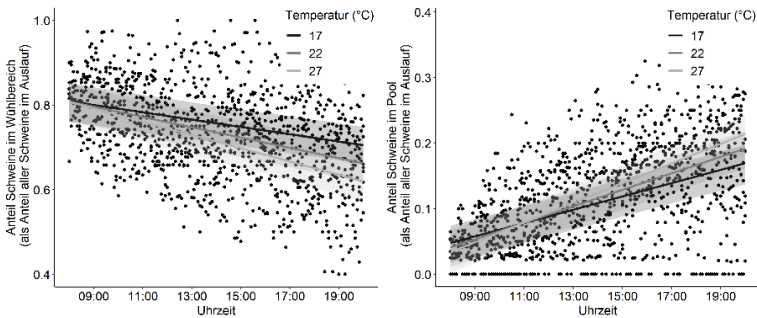 Temperatur (°C)
17
22
27
1.0
0.8
0.6
0.4
Anteil Schweine im Wühlbereich
(als Anteil aller Schweine im Auslauf)
09:00 11:00 13:00 15:00 17:00 19:00
Uhrzeit
Temperatur (°C)
17
22
27
0.4
0.3
0.2
0.1
0.0
Anteil Schweine im Pool
(als Anteil aller Schweine im Auslauf)
09:00 11:00 13:00 15:00 17:00 19:00
Uhrzeit